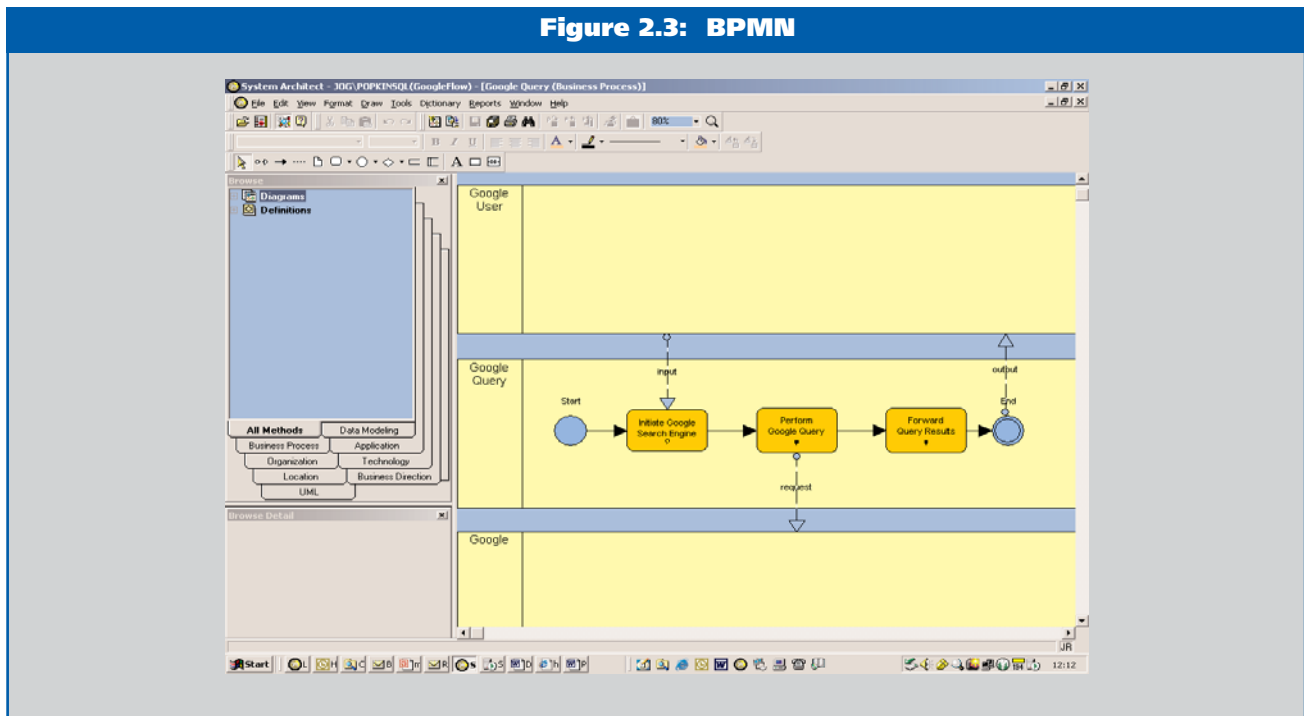 Figure 2.3: BPMN
System Architect - JOG\POPKINSQL(GoogleFlow) - [Google Query (Business Process)]
File Edit View Format Draw Tools Dictionary Reports Window Help
80%
B I U A
A
Browse
Diagrams
Definitions
All Methods
Data Modeling
Business Process
Application
Organization
Technology
Location
Business Direction
UML
Browse Detail
Google
User
Google
Query
input
output
Start
Initiate Google
Search Engine
Perform
Google Query
Forward
Query Results
End
request
Google
JR
Start
12:12